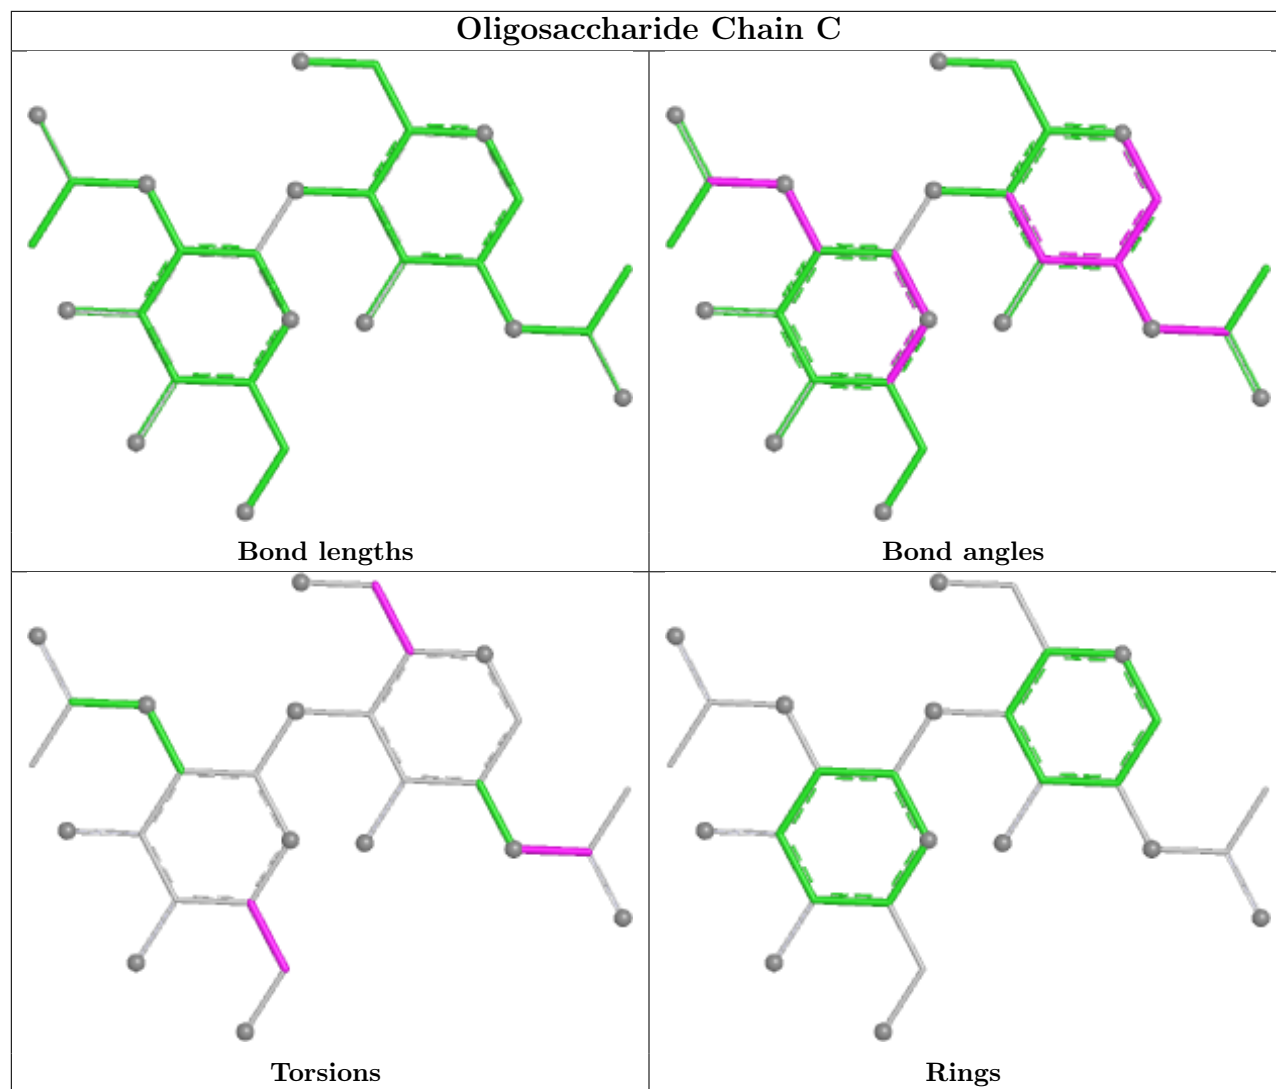 Oligosaccharide Chain C
Bond lengths
Bond angles
Torsions
Rings